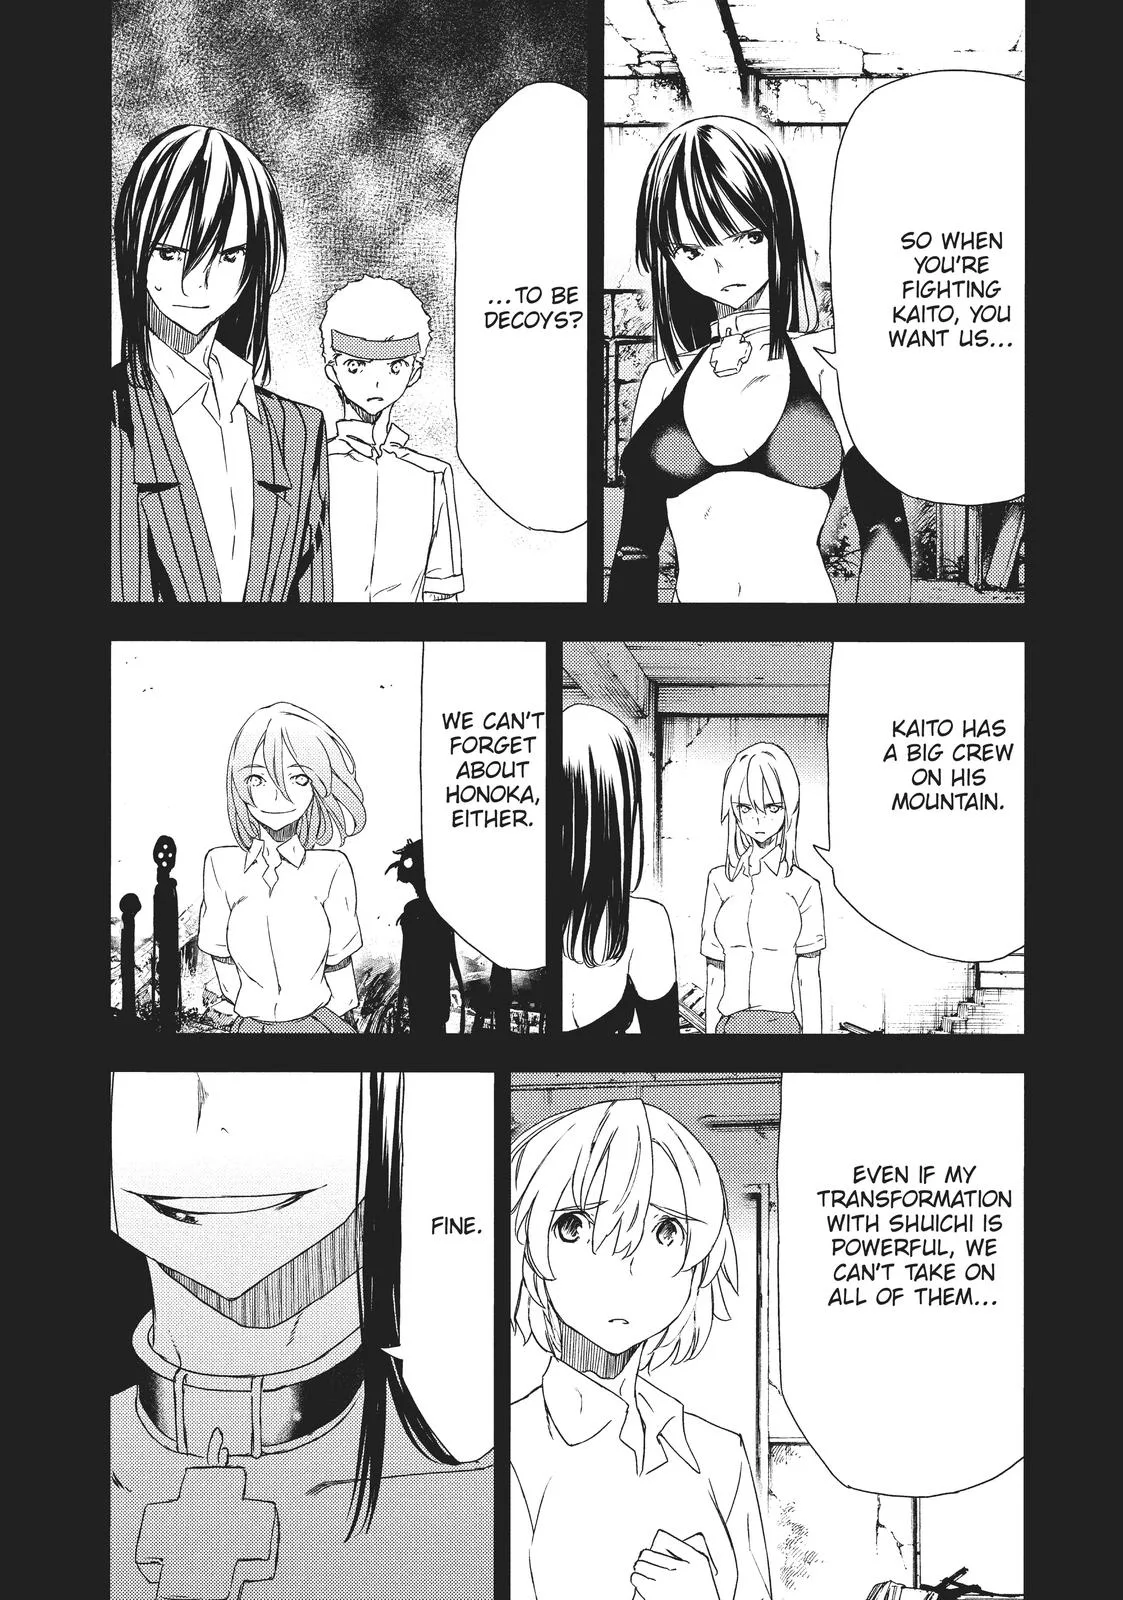 SO WHEN
YOU'RE
FIGHTING
KAITO, YOU
WANT US...
...TO BE
DECOYS?
KAITO HAS
A BIG CREW
ON HIS
MOUNTAIN.
WE CAN'T
FORGET
ABOUT
HONOKA,
EITHER.
EVEN IF MY
TRANSFORMATION
WITH SHUICHI IS
POWERFUL, WE
CAN'T TAKE ON
ALL OF THEM...
FINE.